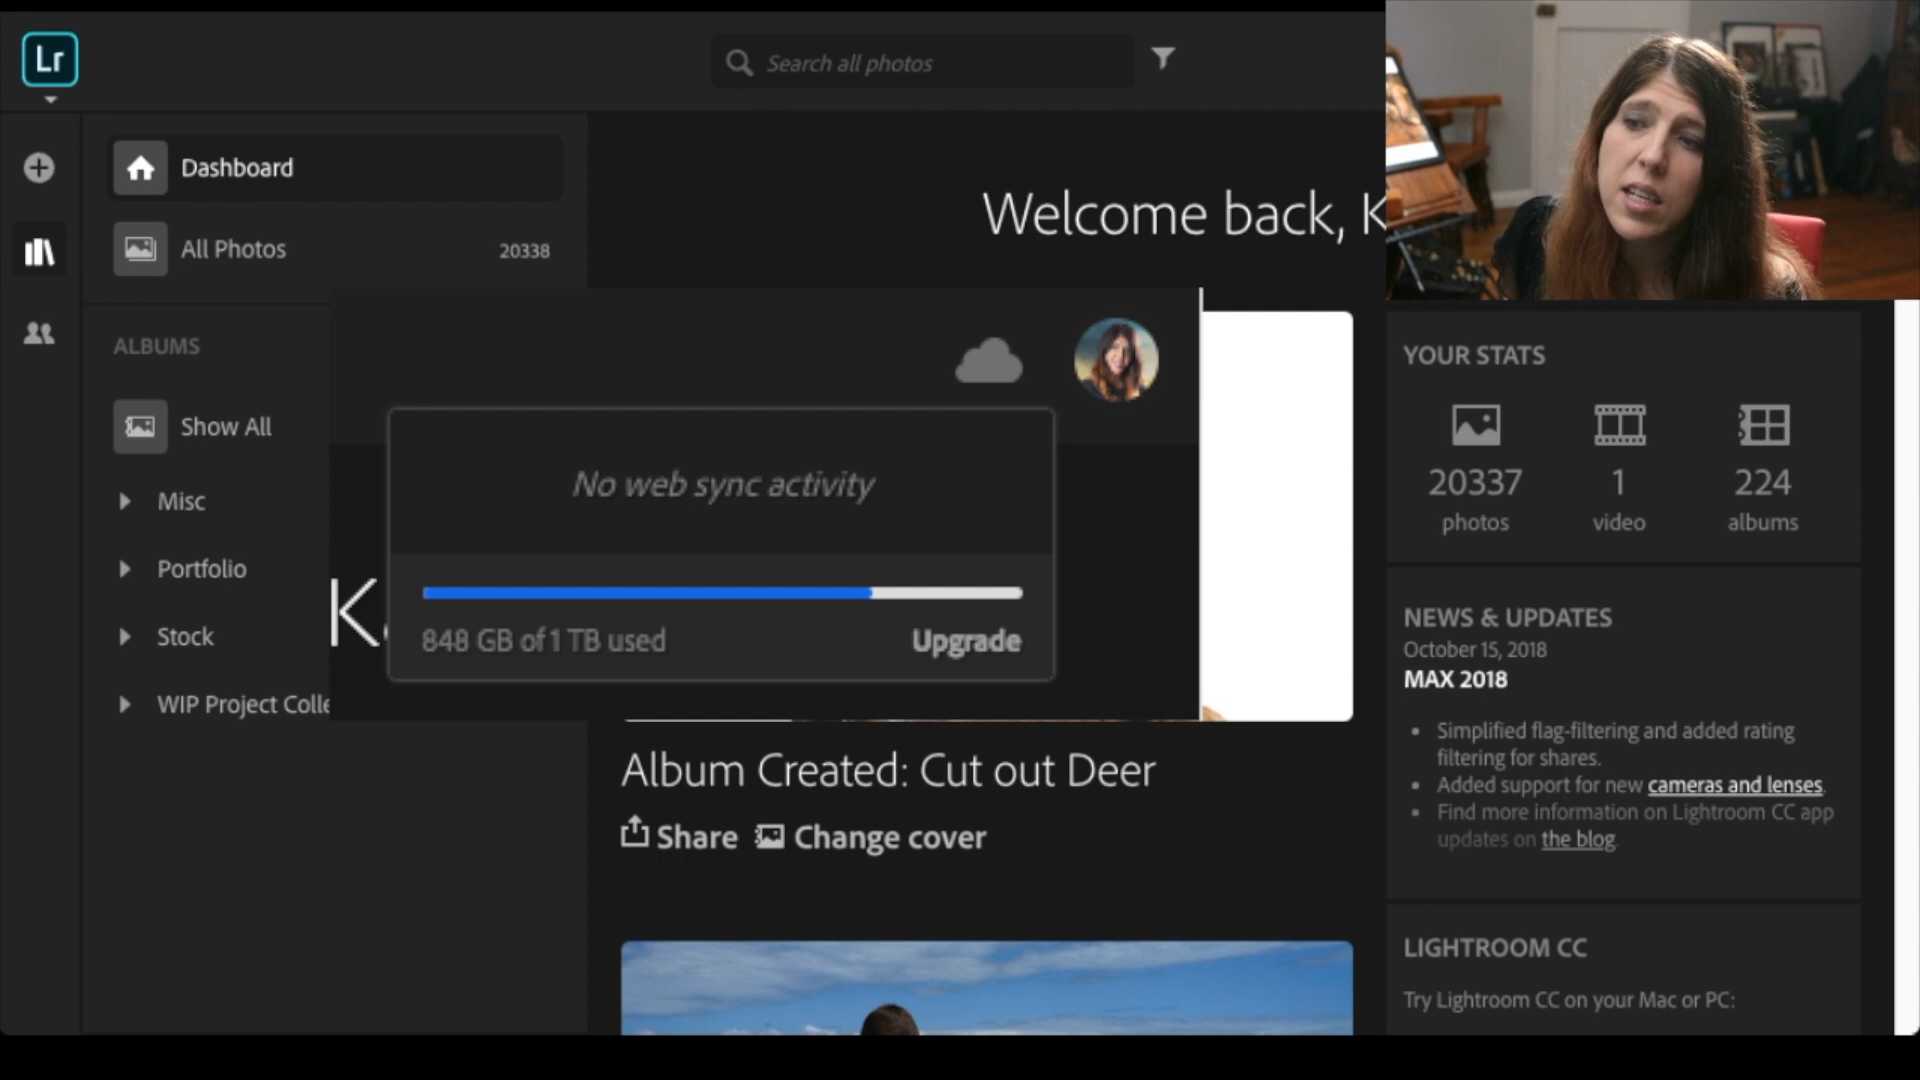 Lr
Search all photos
Dashboard
All Photos
20338
Welcome back, K
ALBUMS
Show All
Misc
Portfolio
Stock
WIP Project Colle
No web sync activity
K
848 GB of 1 TB used
Upgrade
Album Created: Cut out Deer
Share
Change cover
YOUR STATS
20337
1
224
photos
video
albums
NEWS & UPDATES
October 15, 2018
MAX 2018
Simplified flag-filtering and added rating
filtering for shares.
Added support for new cameras and lenses.
Find more information on Lightroom CC app
updates on the blog.
LIGHTROOM CC
Try Lightroom CC on your Mac or PC: